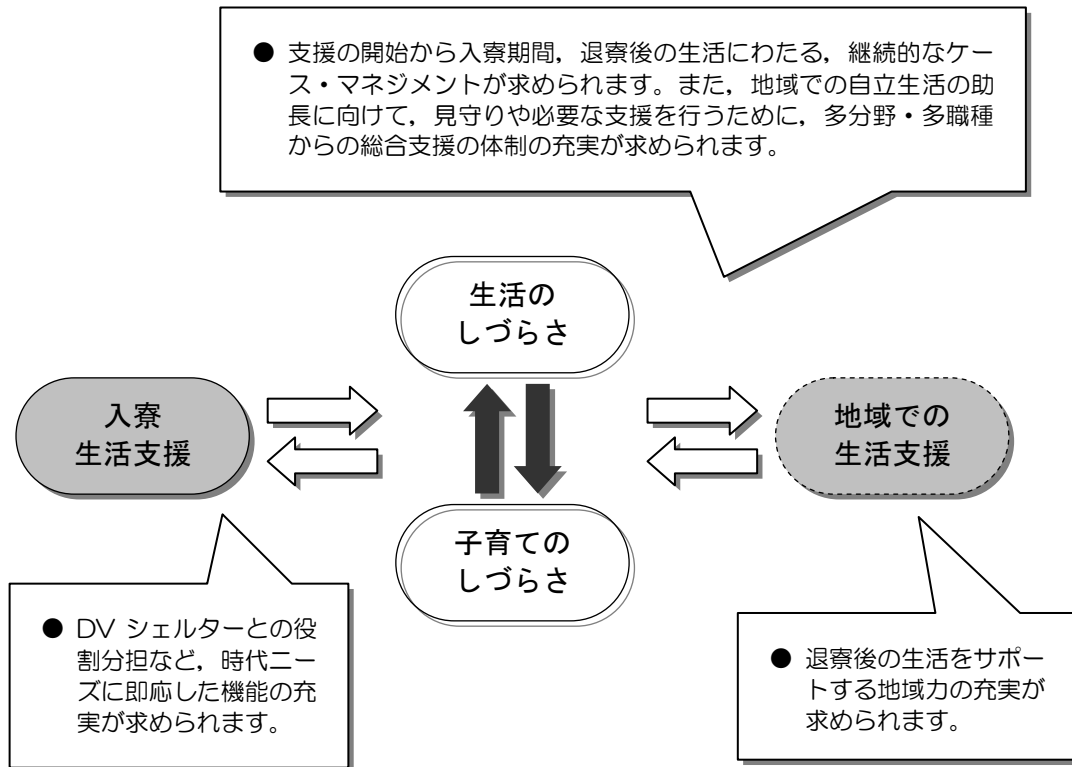 ● 支援の開始から入寮期間，退寮後の生活にわたる，継続的なケー
ス・マネジメントが求められます。また，地域での自立生活の助
長に向けて，見守りや必要な支援を行うために，多分野・多職種
からの総合支援の体制の充実が求められます。
生活の
しづらさ
入寮
生活支援
地域での
生活支援
子育ての
しづらさ
● DV シェルターとの役
割分担など，時代ニー
ズに即応した機能の充
実が求められます。
● 退寮後の生活をサポー
トする地域力の充実が
求められます。